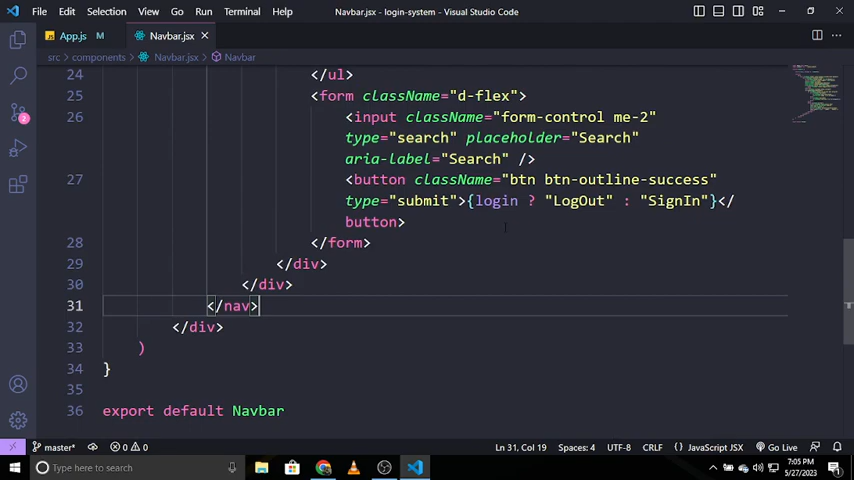 File Edit Selection View Go Run Terminal Help Navbar.jsx - login-system - Visual Studio Code
App.js M Navbar.jsx
src > components > Navbar.jsx > Navbar
24 </ul>
25 <form className="d-flex">
26 <input className="form-control me-2"
type="search" placeholder="Search"
aria-label="Search" />
27 <button className="btn btn-outline-success"
type="submit">{login ? "LogOut" : "SignIn"}</
button>
28 </form>
29 </div>
30 </div>
31 </nav>
32 </div>
33 )
34 }
35
36 export default Navbar
2
master* 0 0 Ln 31, Col 19 Spaces: 4 UTF-8 CRLF JavaScript JSX Go Live
Type here to search
7:05 PM
5/27/2023